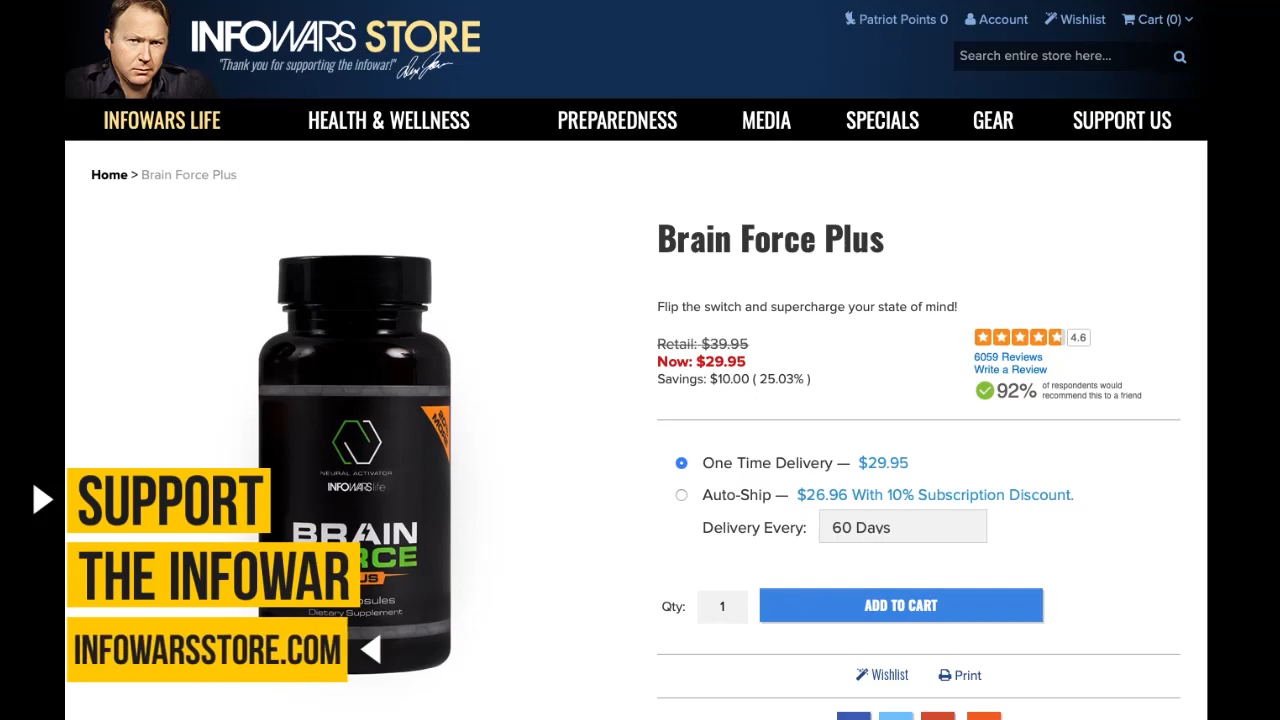 INFOWARS STORE
"Thank you for supporting the infowar!"
Patriot Points 0
Account
Wishlist
Cart (0)
Search entire store here...
INFOWARS LIFE
HEALTH & WELLNESS
PREPAREDNESS
MEDIA
SPECIALS
GEAR
SUPPORT US
Home > Brain Force Plus
Brain Force Plus
Flip the switch and supercharge your state of mind!
Retail: $39.95
Now: $29.95
Savings: $10.00 ( 25.03% )
4.6
6059 Reviews
Write a Review
92% of respondents would
recommend this to a friend
One Time Delivery — $29.95
Auto-Ship — $26.96 With 10% Subscription Discount.
Delivery Every: 60 Days
Qty: 1
ADD TO CART
Wishlist
Print
NEURAL ACTIVATOR
INFOWARS life
BRAIN
Dietary Supplement
SUPPORT
THE INFOWAR
INFOWARSSTORE.COM